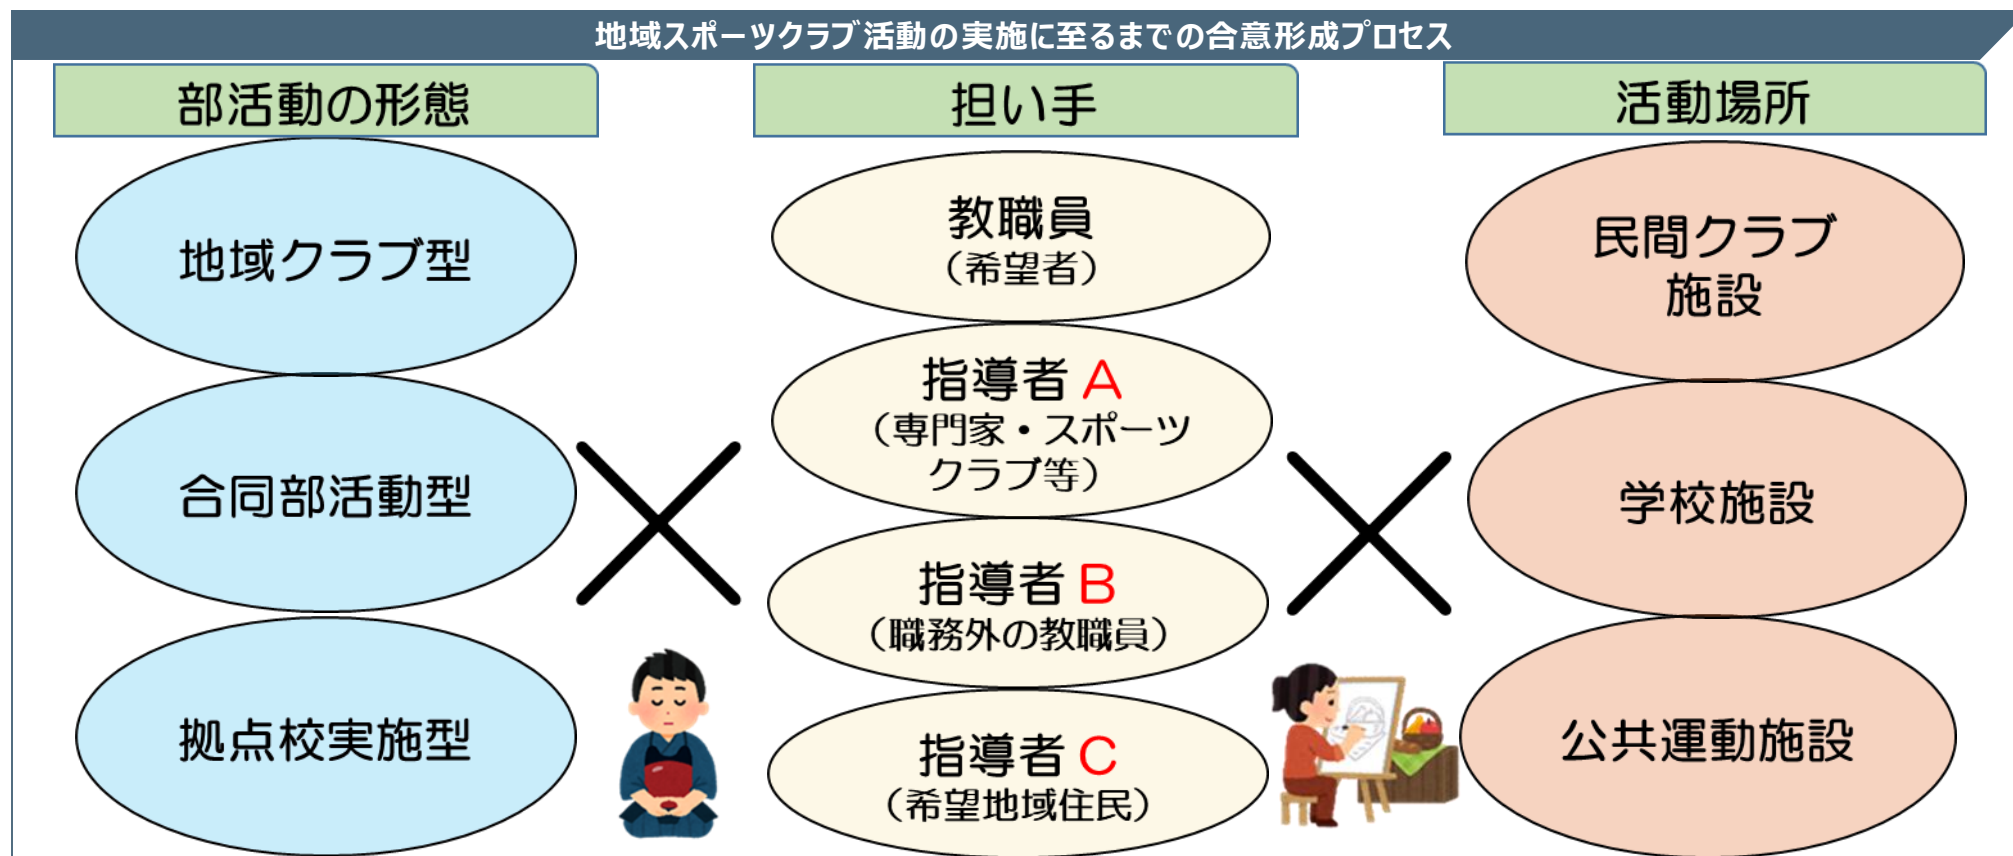 地域スポーツクラブ活動の実施に至るまでの合意形成プロセス
部活動の形態
地域クラブ型
合同部活動型
拠点校実施型
担い手
教職員
（希望者）
指導者 A
（専門家・スポーツ
クラブ等）
指導者 B
（職務外の教職員）
指導者 C
（希望地域住民）
活動場所
民間クラブ
施設
学校施設
公共運動施設